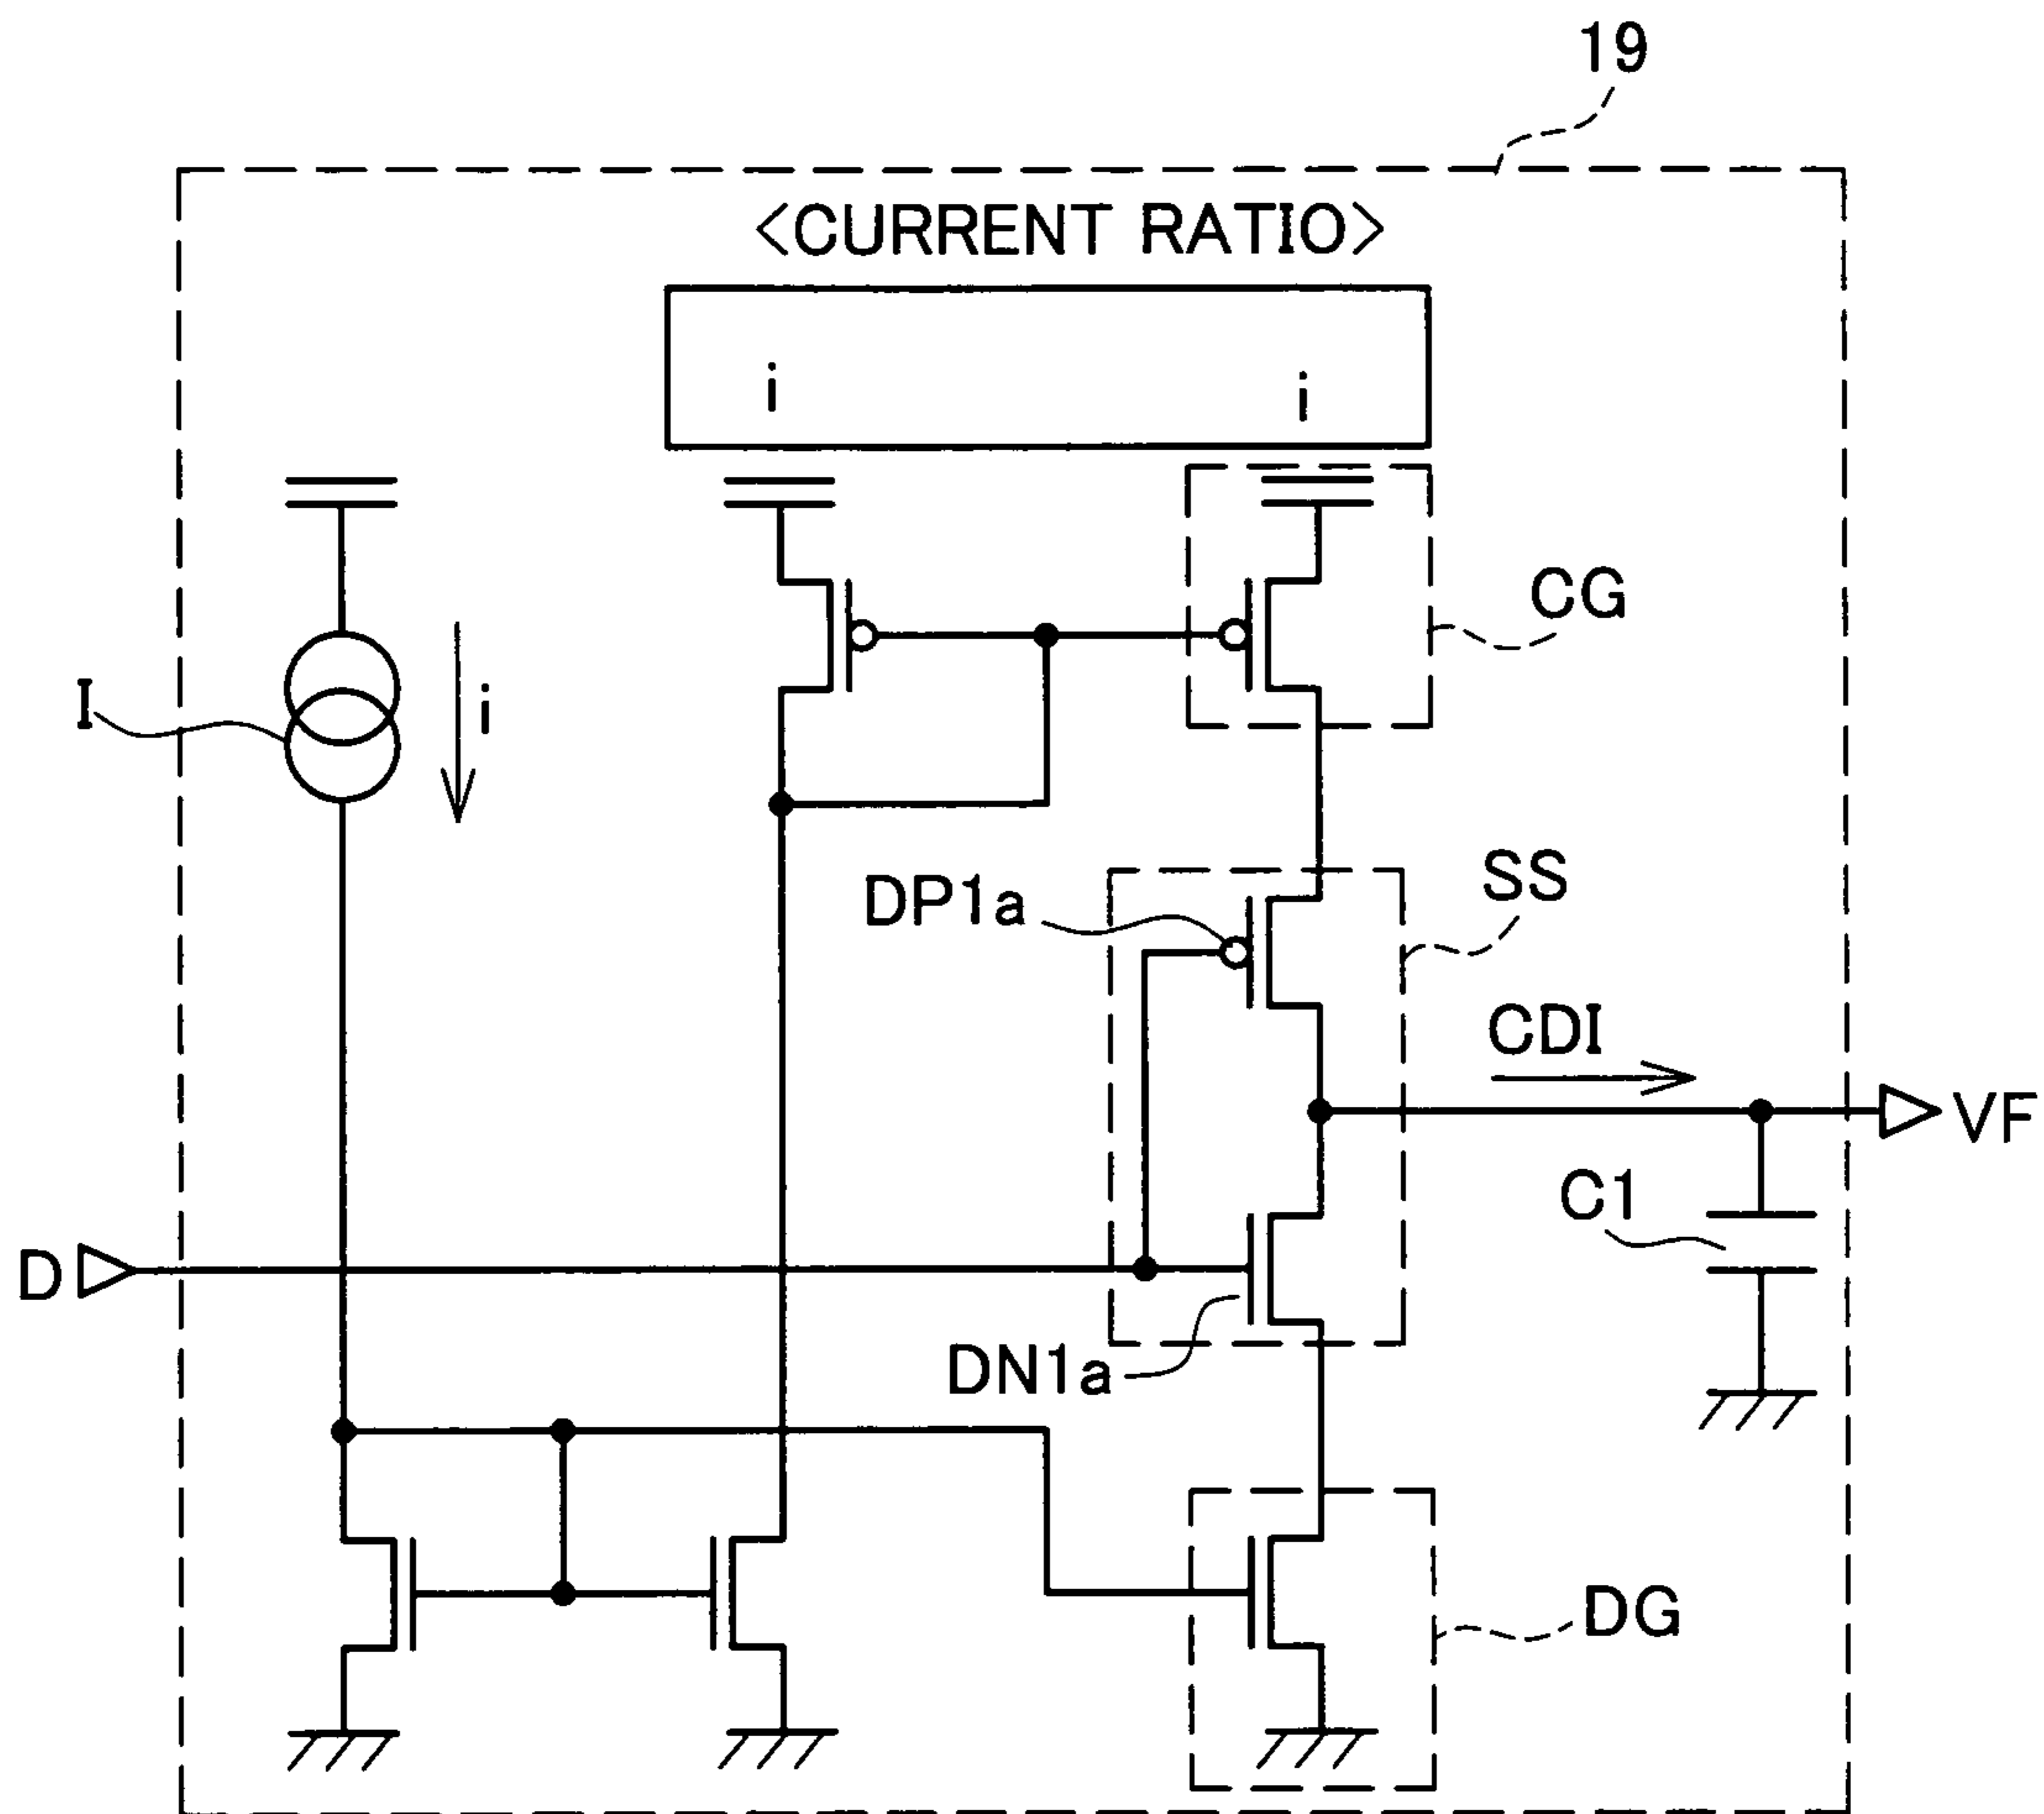 19
<CURRENT RATIO>
i i
CG
I
i
SS
DP1a
CDI
VF
C1
D
DN1a
DG